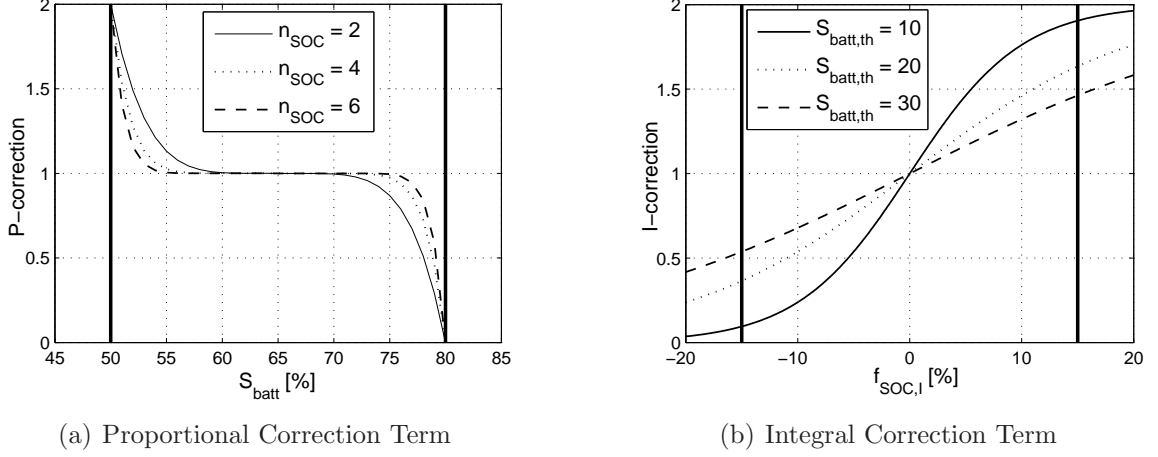 2
1.5
1
0.5
0
P−correction
n_SOC = 2
n_SOC = 4
n_SOC = 6
45 50 55 60 65 70 75 80 85
S_batt [%]
(a) Proportional Correction Term
2
1.5
1
0.5
0
I−correction
S_batt,th = 10
S_batt,th = 20
S_batt,th = 30
−20 −10 0 10 20
f_SOC,I [%]
(b) Integral Correction Term